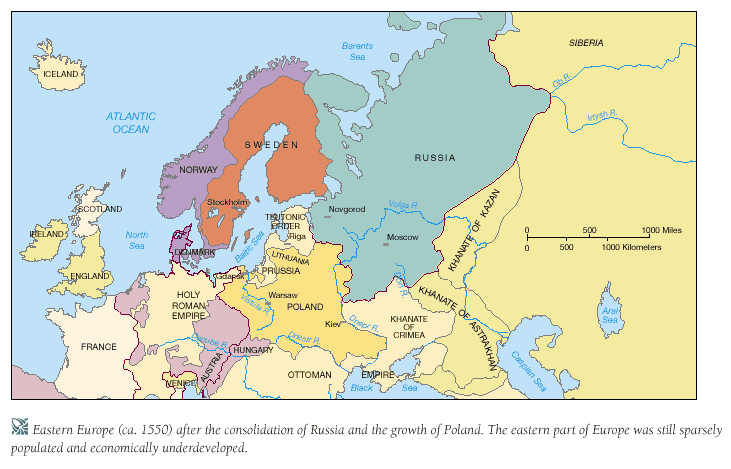 Barents
Sea
SIBERIA
ICELAND
Ob R.
ATLANTIC
OCEAN
Irtysh R.
SWEDEN
RUSSIA
NORWAY
Stockholm
SCOTLAND
Novgorod
Volga R.
TEUTONIC
ORDER
IRELAND
North
Sea
Riga
Moscow
KHANATE OF KAZAN
0 500 1000 Miles
0 500 1000 Kilometers
DENMARK
Baltic Sea
LITHUANIA
ENGLAND
Gdansk
PRUSSIA
Don R.
HOLY
ROMAN
EMPIRE
Warsaw
Vistula R.
POLAND
KHANATE OF ASTRAKHAN
Aral
Sea
Kiev
Dnepr R.
KHANATE
OF
CRIMEA
FRANCE
Danube R.
Dnestr R.
HUNGARY
AUSTRIA
Caspian Sea
VENICE
OTTOMAN
EMPIRE
Black Sea
Eastern Europe (ca. 1550) after the consolidation of Russia and the growth of Poland. The eastern part of Europe was still sparsely
populated and economically underdeveloped.